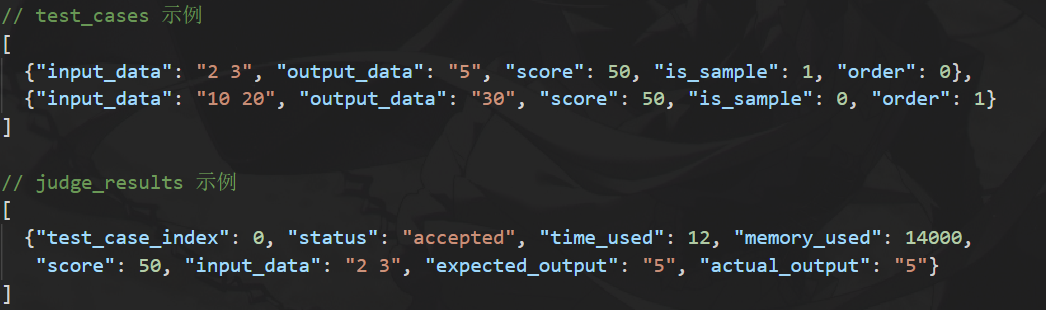 // test_cases 示例
[
  {"input_data": "2 3", "output_data": "5", "score": 50, "is_sample": 1, "order": 0},
  {"input_data": "10 20", "output_data": "30", "score": 50, "is_sample": 0, "order": 1}
]

// judge_results 示例
[
  {"test_case_index": 0, "status": "accepted", "time_used": 12, "memory_used": 14000,
   "score": 50, "input_data": "2 3", "expected_output": "5", "actual_output": "5"}
]